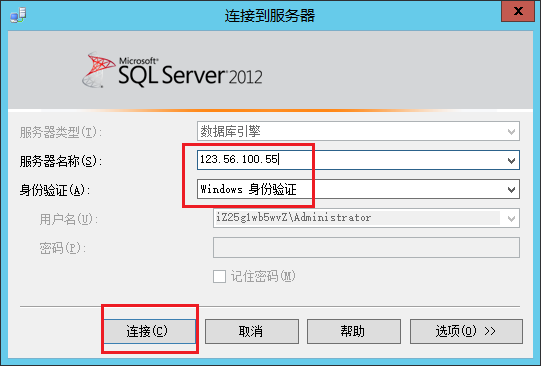 连接到服务器
x
Microsoft
SQL Server 2012
服务器类型(T):
数据库引擎
服务器名称(S):
123.56.100.55
身份验证(A):
Windows 身份验证
用户名(U):
iZ25g1wb5wvZ\Administrator
密码(P):
记住密码(M)
连接(C)
取消
帮助
选项(O) >>